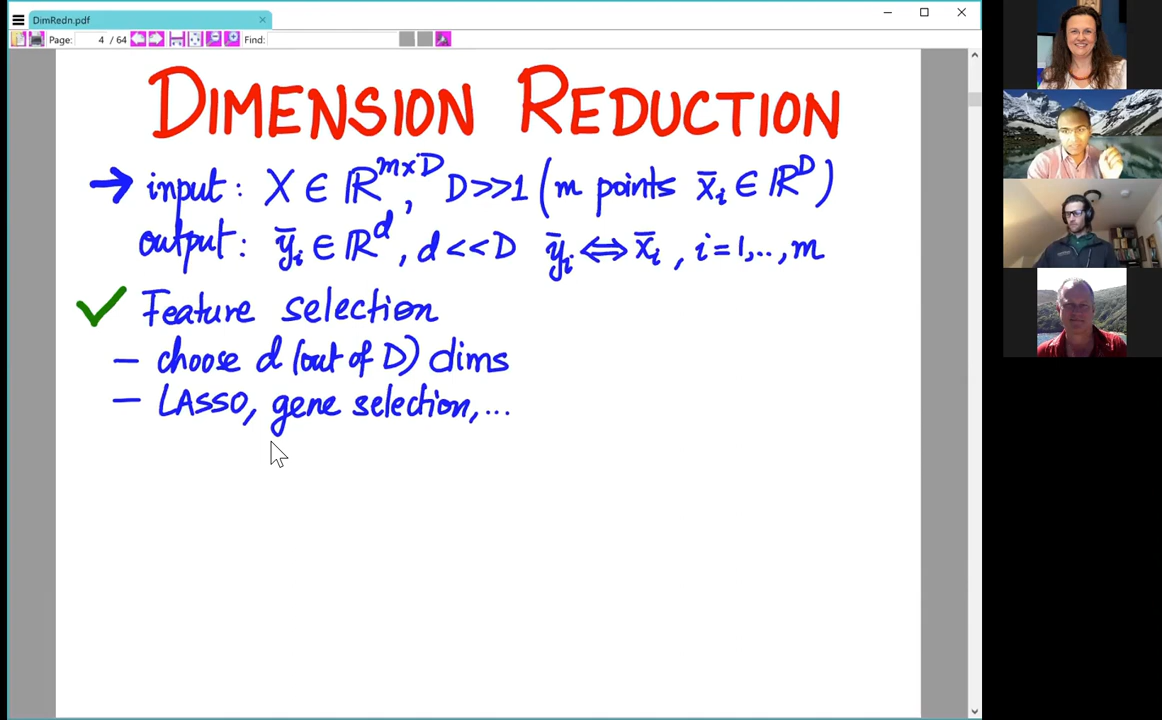 DimRedn.pdf
Page: 4 / 64 Find:
DIMENSION REDUCTION
→ input: X ∈ ℝ^{m×D}, D>>1 (m points x̄ᵢ ∈ ℝ^D)
output: ȳᵢ ∈ ℝ^d, d<<D ȳᵢ ⇔ x̄ᵢ, i=1,..,m
✓ Feature selection
— choose d (out of D) dims
— LASSO, gene selection,...